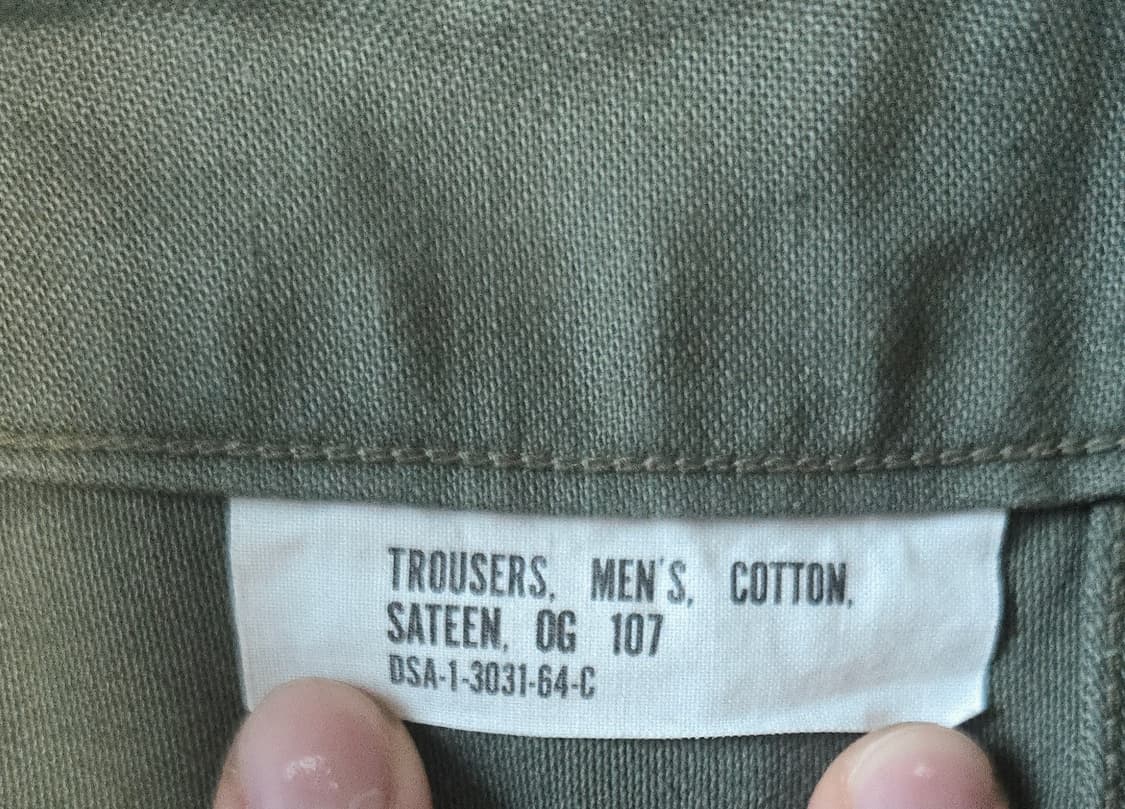 TROUSERS, MEN'S, COTTON,
SATEEN, OG 107
DSA-1-3031-64-C